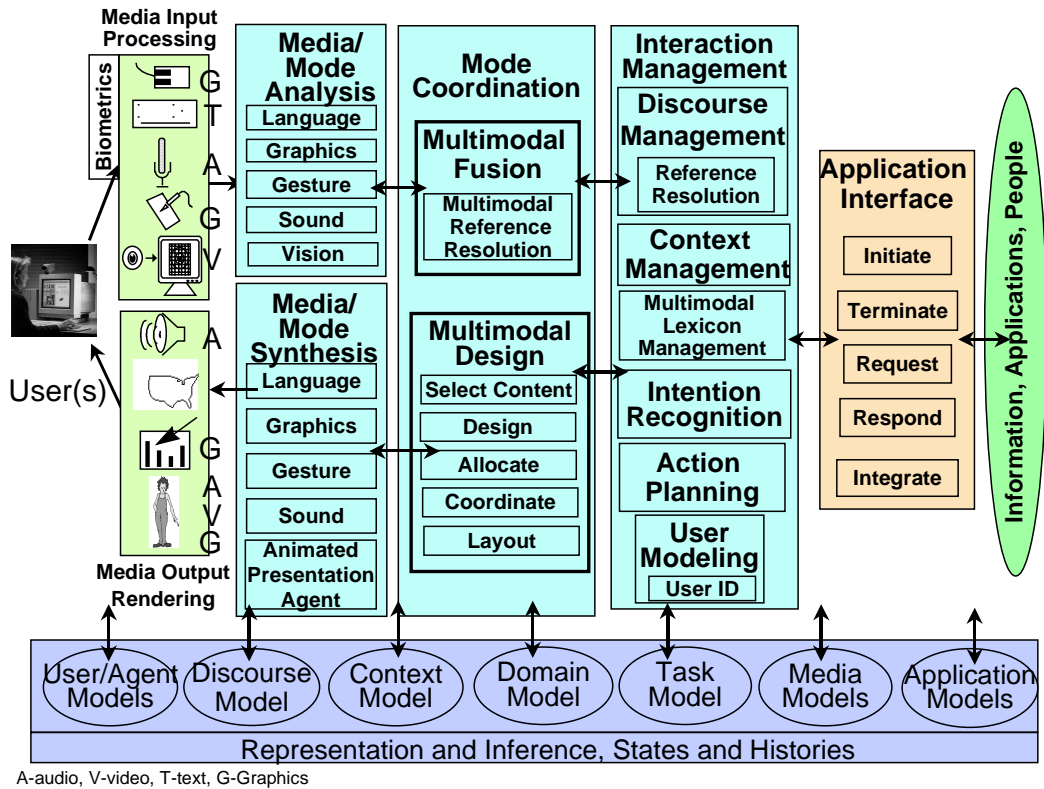 Media Input
Processing
Biometrics
G
T
A
G
V
User(s)
A
G
A
V
G
Media Output
Rendering
Media/
Mode
Analysis
Language
Graphics
Gesture
Sound
Vision
Media/
Mode
Synthesis
Language
Graphics
Gesture
Sound
Animated
Presentation
Agent
Mode
Coordination
Multimodal
Fusion
Multimodal
Reference
Resolution
Multimodal
Design
Select Content
Design
Allocate
Coordinate
Layout
Interaction
Management
Discourse
Management
Reference
Resolution
Context
Management
Multimodal
Lexicon
Management
Intention
Recognition
Action
Planning
User
Modeling
User ID
Application
Interface
Initiate
Terminate
Request
Respond
Integrate
Information, Applications, People
User/Agent
Models
Discourse
Model
Context
Model
Domain
Model
Task
Model
Media
Models
Application
Models
Representation and Inference, States and Histories
A-audio, V-video, T-text, G-Graphics